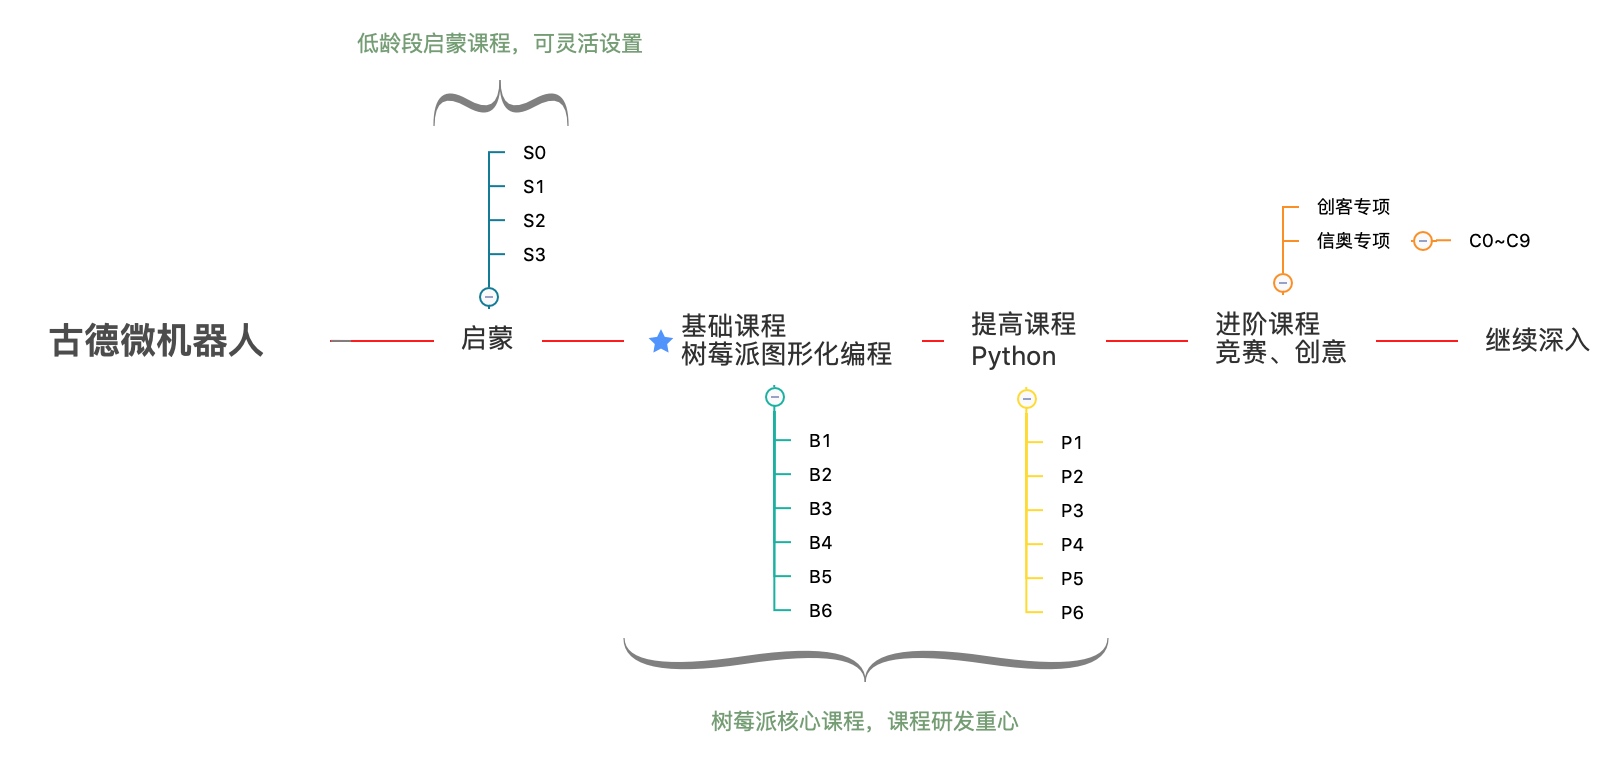 低龄段启蒙课程，可灵活设置
S0
S1
S2
S3
创客专项
信奥专项
C0~C9
古德微机器人
启蒙
基础课程
树莓派图形化编程
提高课程
Python
进阶课程
竞赛、创意
继续深入
B1
B2
B3
B4
B5
B6
P1
P2
P3
P4
P5
P6
树莓派核心课程，课程研发重心